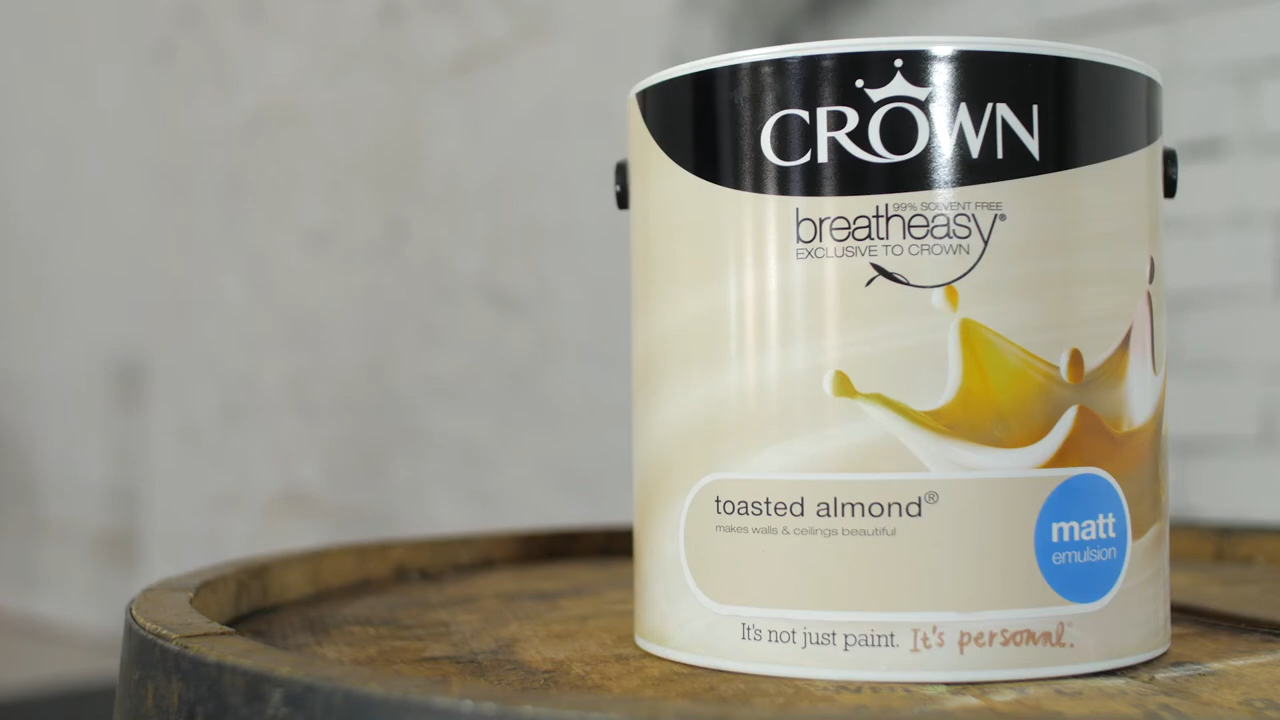 CROWN
99% SOLVENT FREE
breatheasy®
EXCLUSIVE TO CROWN
toasted almond®
makes walls & ceilings beautiful
matt
emulsion
It's not just paint. It's personal.